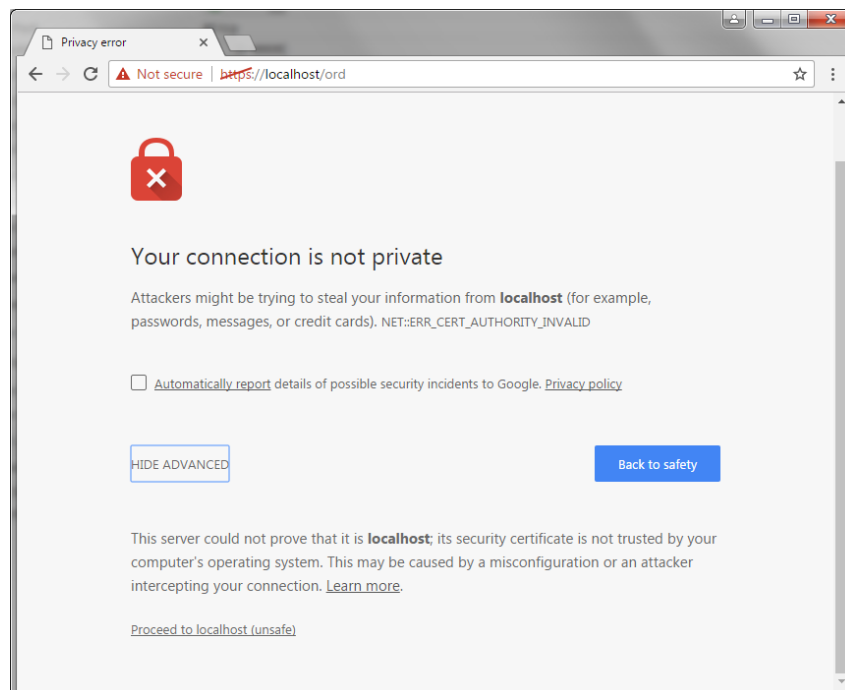 Privacy error
Not secure | https://localhost/ord
Your connection is not private
Attackers might be trying to steal your information from localhost (for example,
passwords, messages, or credit cards). NET::ERR_CERT_AUTHORITY_INVALID
Automatically report details of possible security incidents to Google. Privacy policy
HIDE ADVANCED
Back to safety
This server could not prove that it is localhost; its security certificate is not trusted by your
computer's operating system. This may be caused by a misconfiguration or an attacker
intercepting your connection. Learn more.
Proceed to localhost (unsafe)